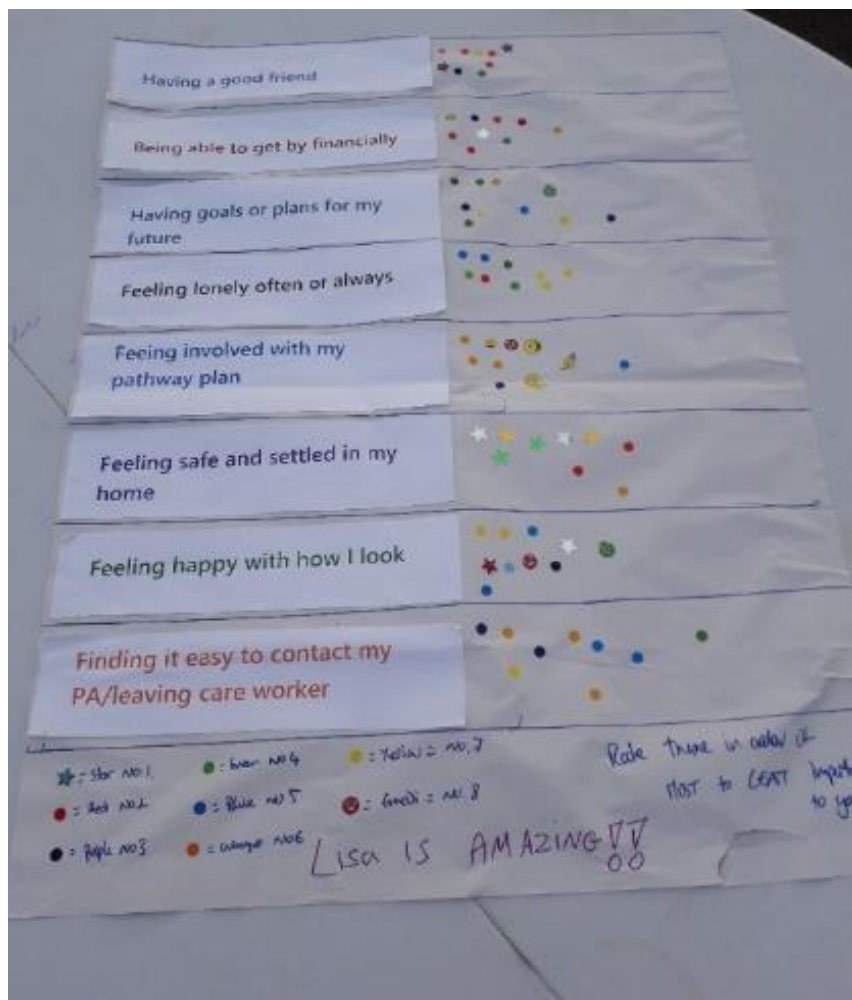 Having a good friend
Being able to get by financially
Having goals or plans for my
future
Feeling lonely often or always
Feeing involved with my
pathway plan
Feeling safe and settled in my
home
Feeling happy with how I look
Finding it easy to contact my
PA/leaving care worker
= Star No.1
= Red No.2
= No 3
= No 4
= Blue No 5
= No 6
= Yellow = No. 7
= = No. 8
Rate these in order of
MOST to LEAST
to
LISa IS AMAZING!!